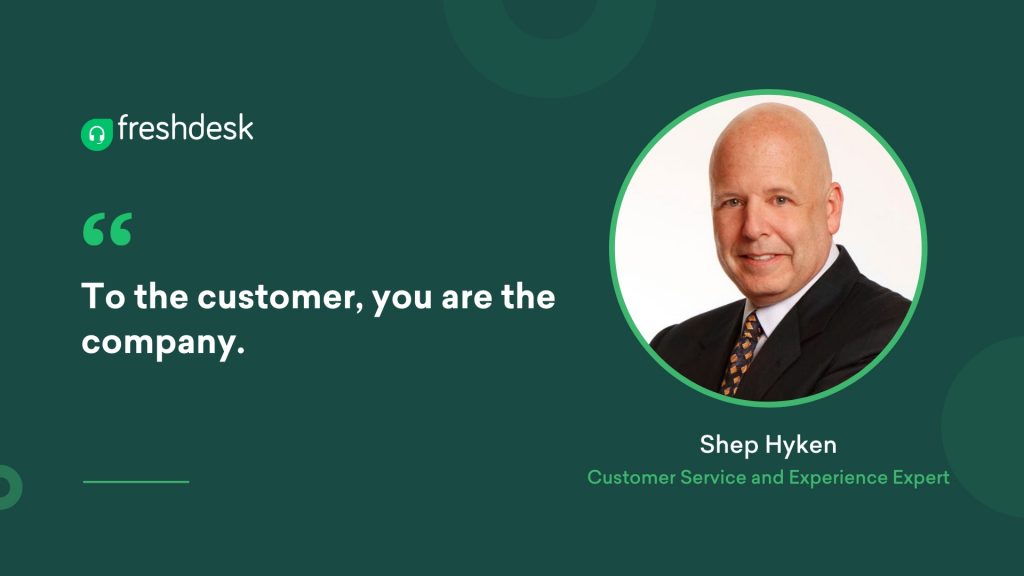 freshdesk
“
To the customer, you are the
company.
Shep Hyken
Customer Service and Experience Expert